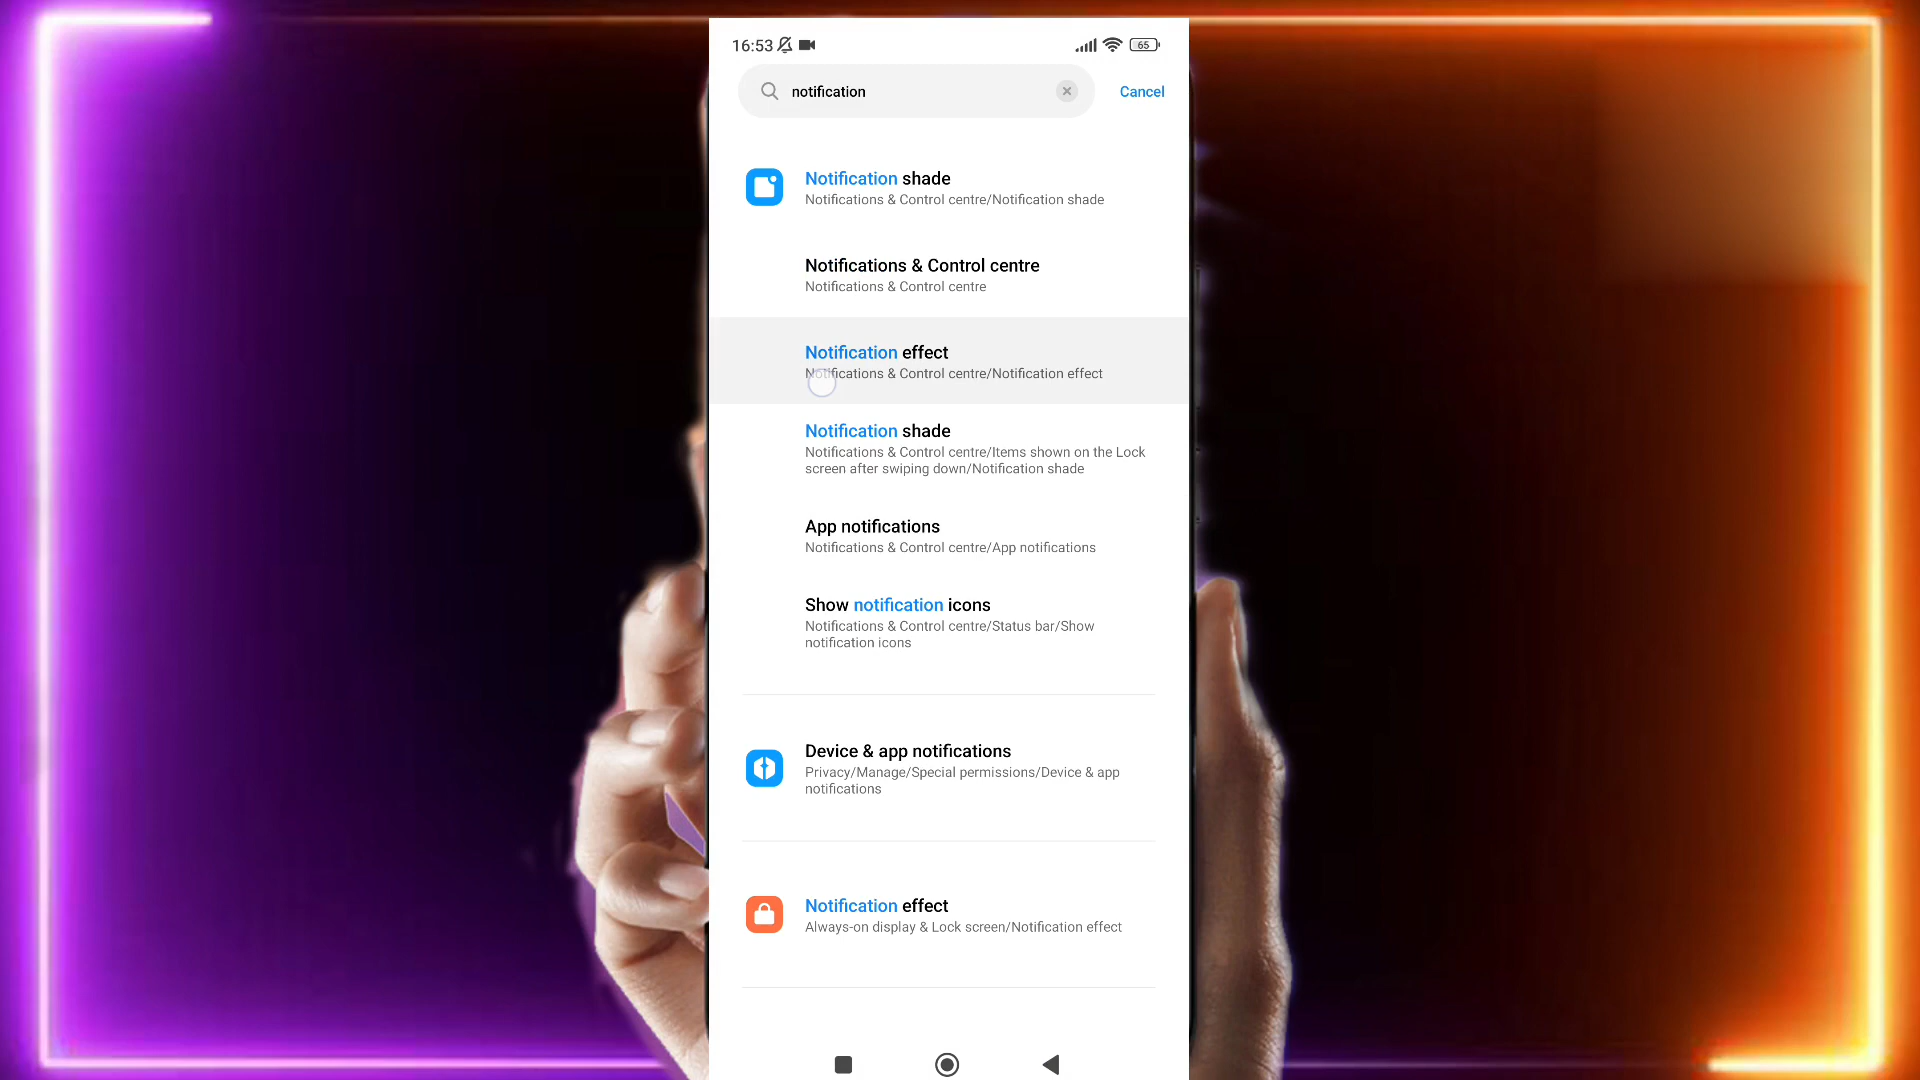 16:53
65
notification
Cancel
Notification shade
Notifications & Control centre/Notification shade
Notifications & Control centre
Notifications & Control centre
Notification effect
Notifications & Control centre/Notification effect
Notification shade
Notifications & Control centre/Items shown on the Lock
screen after swiping down/Notification shade
App notifications
Notifications & Control centre/App notifications
Show notification icons
Notifications & Control centre/Status bar/Show
notification icons
Device & app notifications
Privacy/Manage/Special permissions/Device & app
notifications
Notification effect
Always-on display & Lock screen/Notification effect